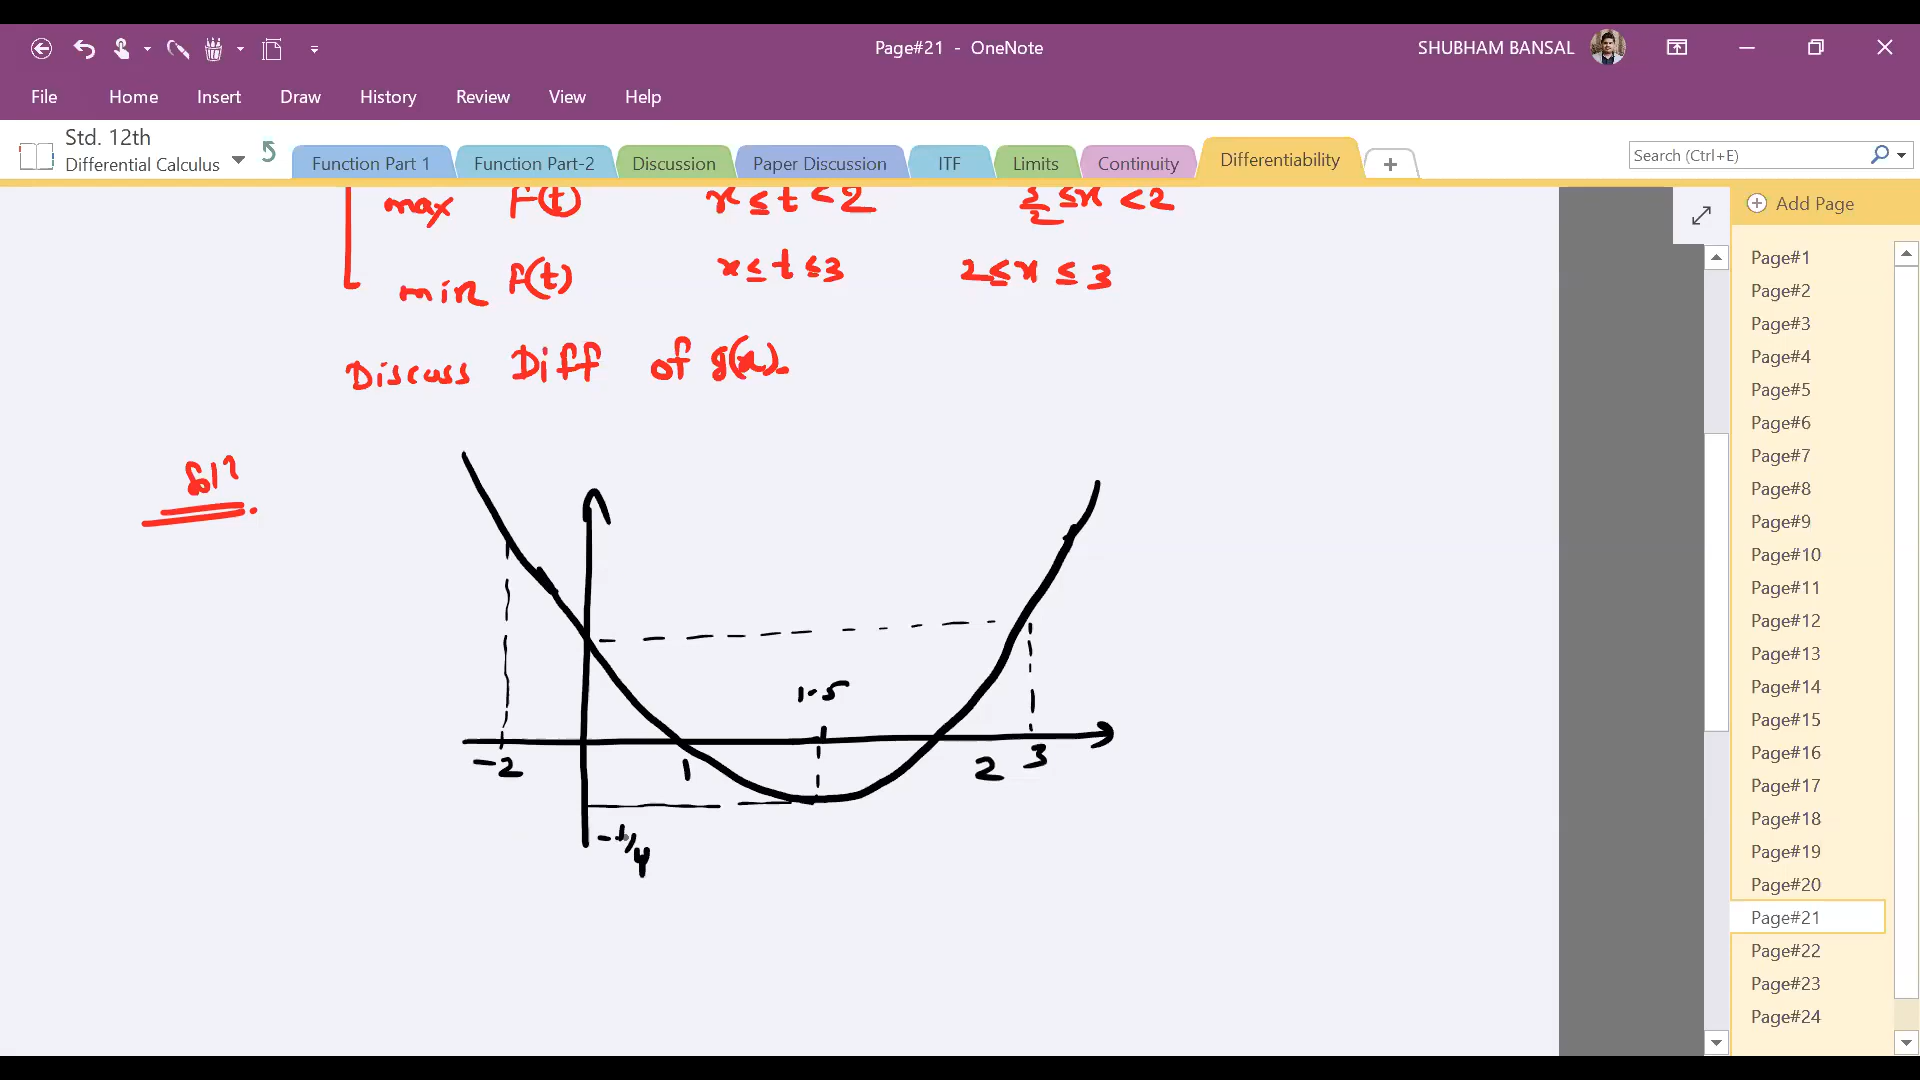 Page#21 - OneNote
SHUBHAM BANSAL
File Home Insert Draw History Review View Help
Std. 12th
Differential Calculus
Function Part 1 Function Part-2 Discussion Paper Discussion ITF Limits Continuity Differentiability
Search (Ctrl+E)
Add Page
max F(t) x ≤ t < 2 3/2 ≤ x < 2
min F(t) x ≤ t ≤ 3 2 ≤ x ≤ 3
Discuss Diff of g(x).
Sol?
1.5
-2 1 2 3
-1/4
Page#1
Page#2
Page#3
Page#4
Page#5
Page#6
Page#7
Page#8
Page#9
Page#10
Page#11
Page#12
Page#13
Page#14
Page#15
Page#16
Page#17
Page#18
Page#19
Page#20
Page#21
Page#22
Page#23
Page#24